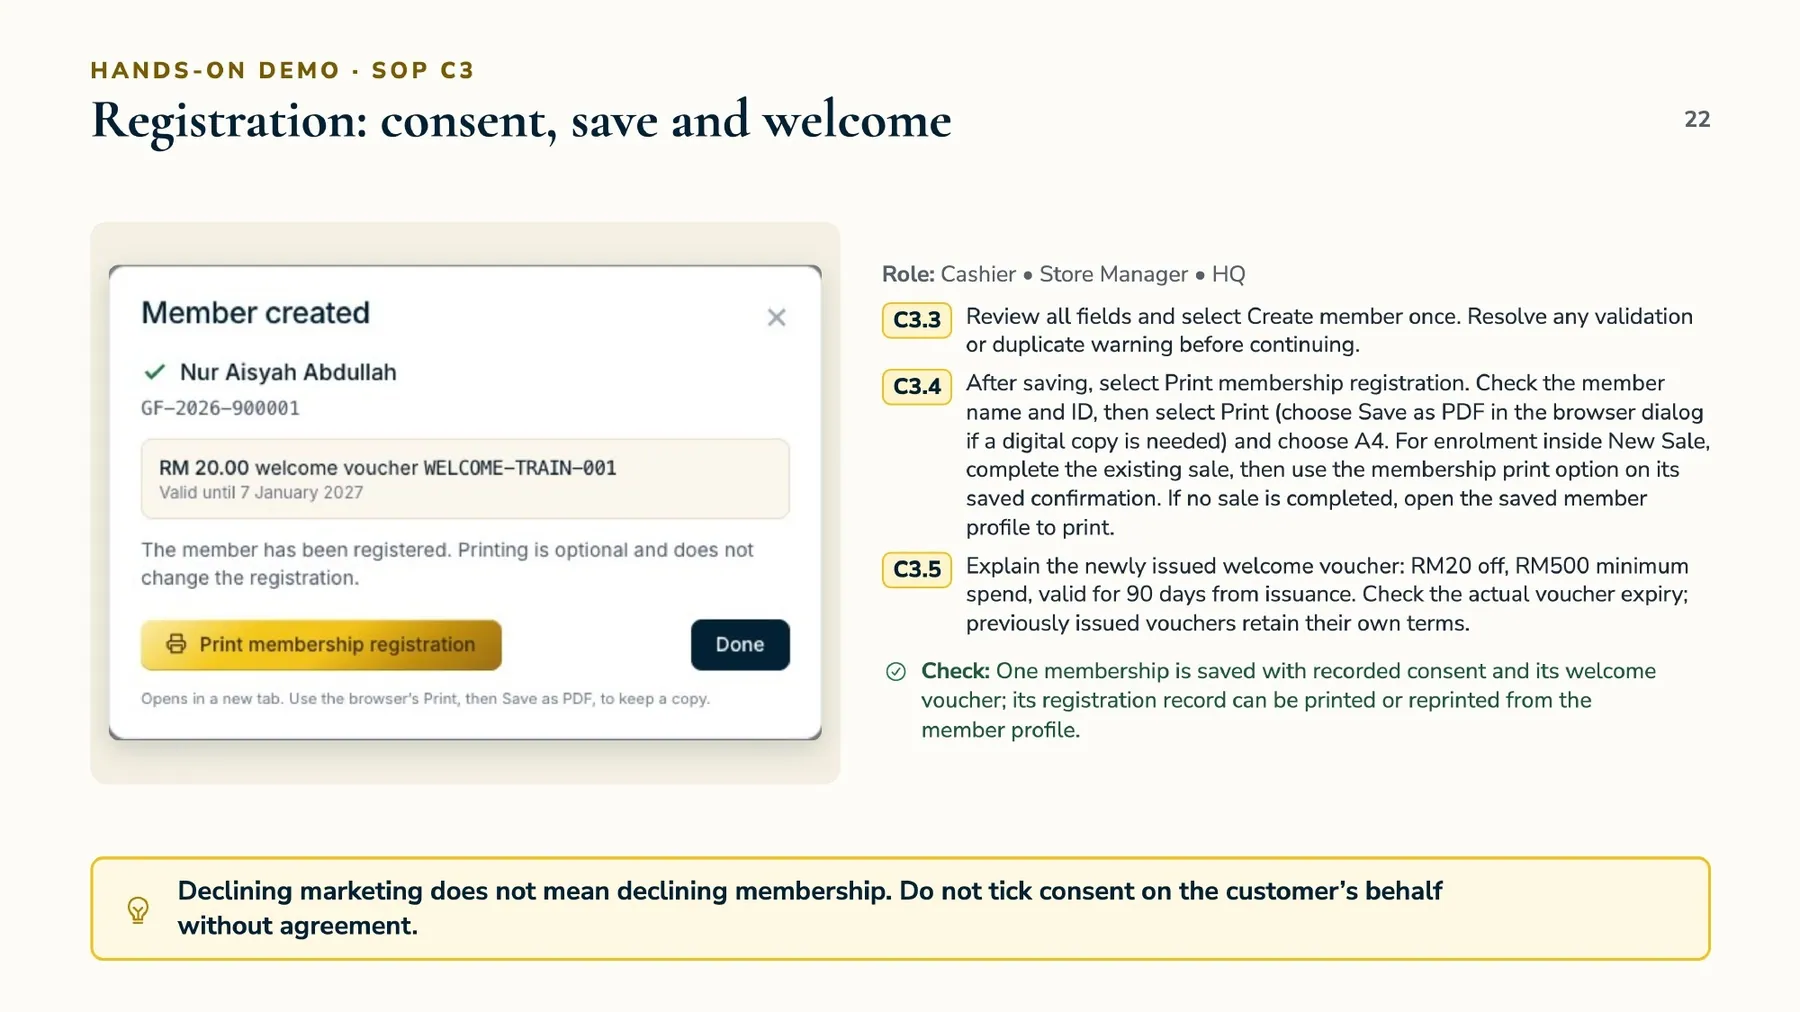 HANDS-ON DEMO · SOP C3
Registration: consent, save and welcome
22
Member created
Nur Aisyah Abdullah
GF-2026-900001
RM 20.00 welcome voucher WELCOME-TRAIN-001
Valid until 7 January 2027
The member has been registered. Printing is optional and does not
change the registration.
Print membership registration
Done
Opens in a new tab. Use the browser's Print, then Save as PDF, to keep a copy.
Role: Cashier • Store Manager • HQ
C3.3 Review all fields and select Create member once. Resolve any validation
or duplicate warning before continuing.
C3.4 After saving, select Print membership registration. Check the member
name and ID, then select Print (choose Save as PDF in the browser dialog
if a digital copy is needed) and choose A4. For enrolment inside New Sale,
complete the existing sale, then use the membership print option on its
saved confirmation. If no sale is completed, open the saved member
profile to print.
C3.5 Explain the newly issued welcome voucher: RM20 off, RM500 minimum
spend, valid for 90 days from issuance. Check the actual voucher expiry;
previously issued vouchers retain their own terms.
Check: One membership is saved with recorded consent and its welcome
voucher; its registration record can be printed or reprinted from the
member profile.
Declining marketing does not mean declining membership. Do not tick consent on the customer’s behalf
without agreement.